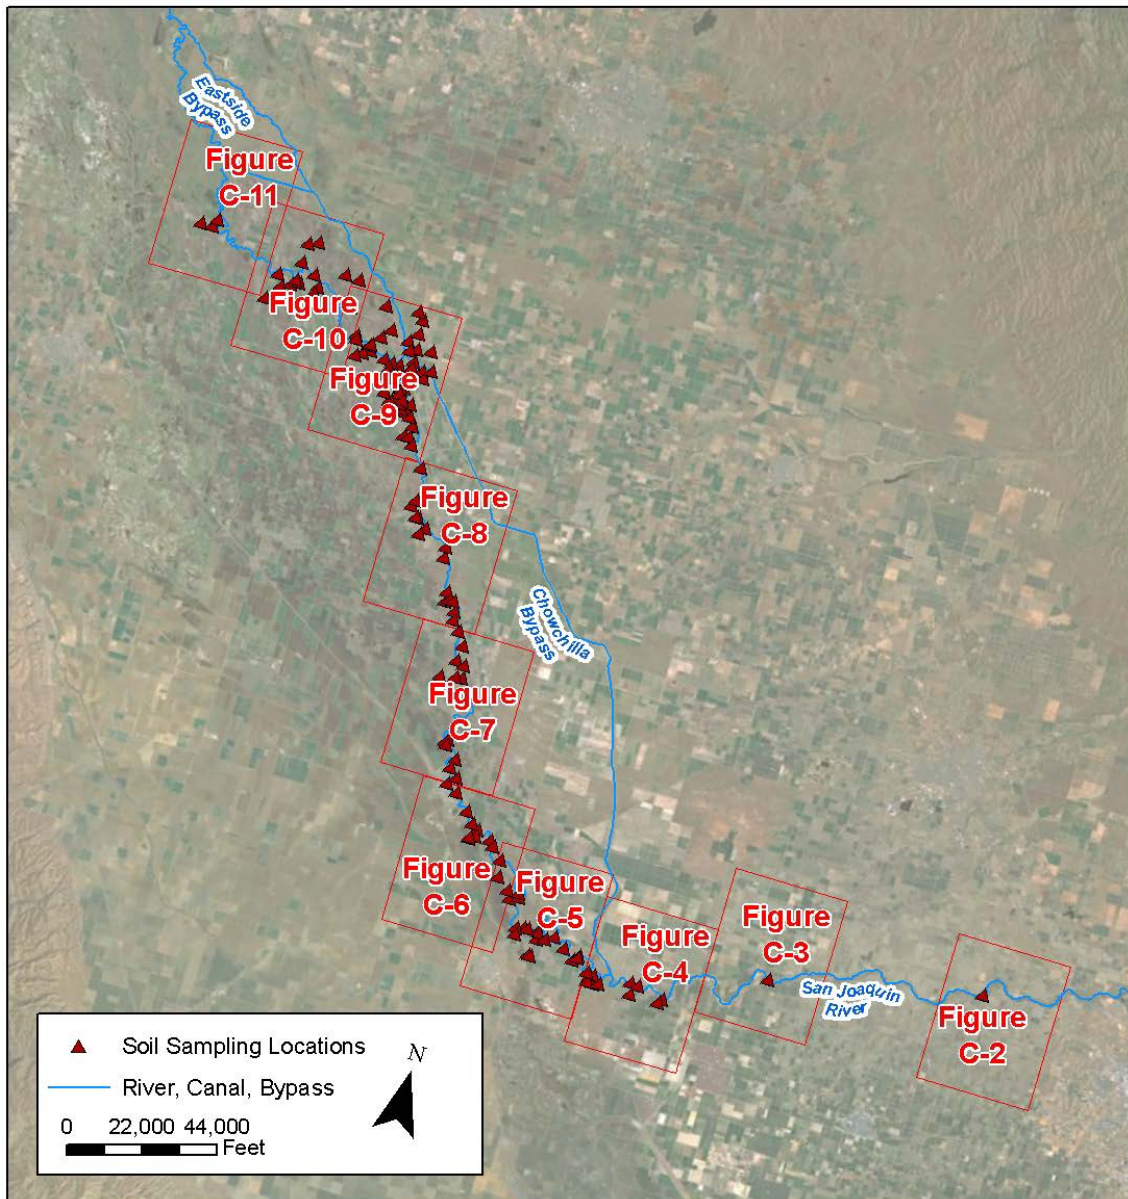 Eastside
Bypass
Figure
C-11
Figure
C-10
Figure
C-9
Figure
C-8
Chowchilla
Bypass
Figure
C-7
Figure
C-6
Figure
C-5
Figure
C-4
Figure
C-3
San Joaquin
River
Figure
C-2
Soil Sampling Locations
N
River, Canal, Bypass
0 22,000 44,000
Feet